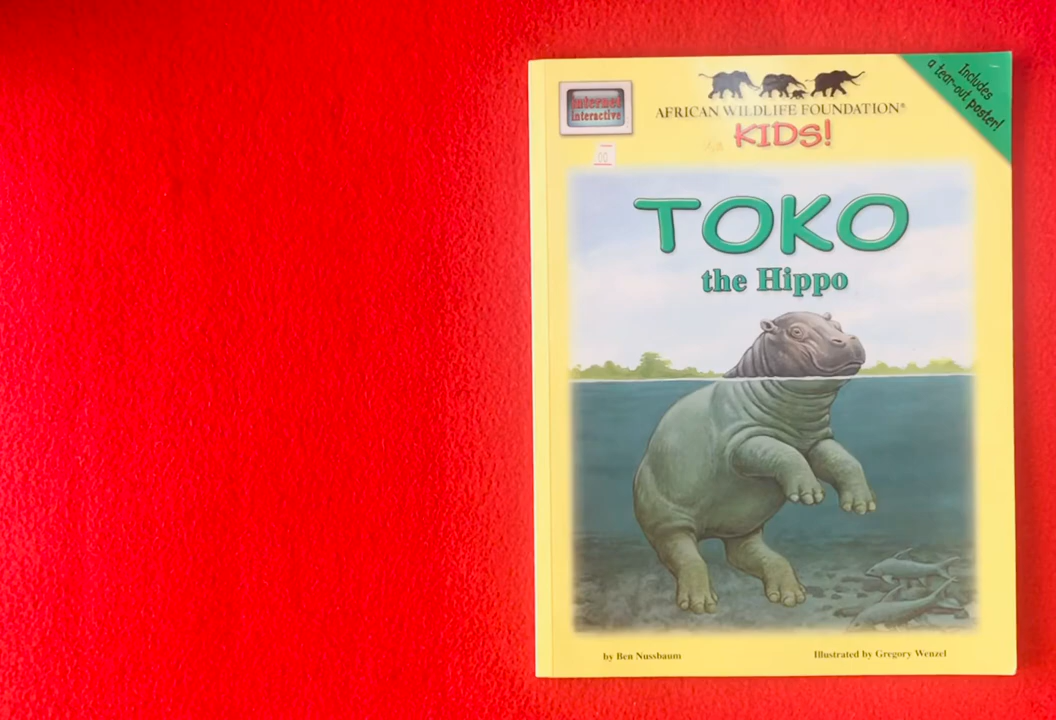 Internet
Interactive
AFRICAN WILDLIFE FOUNDATION®
KIDS!
Includes
a tear-out poster!
00
TOKO
the Hippo
by Ben Nussbaum
Illustrated by Gregory Wenzel